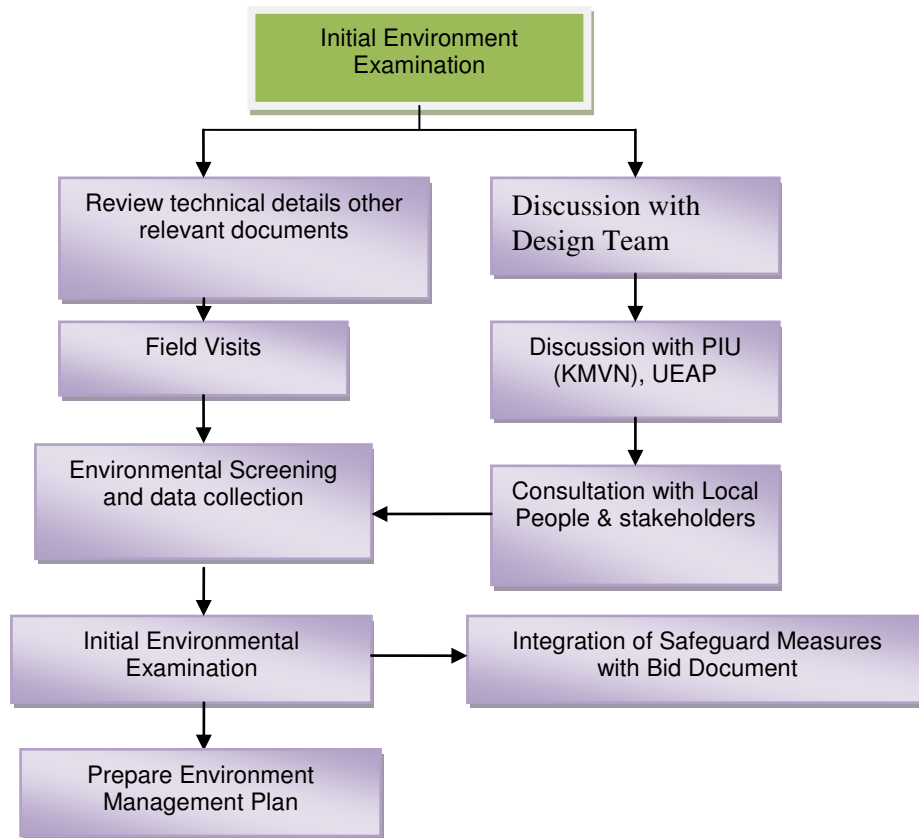 Initial Environment
Examination
Review technical details other
relevant documents
Discussion with
Design Team
Field Visits
Discussion with PIU
(KMVN), UEAP
Environmental Screening
and data collection
Consultation with Local
People & stakeholders
Initial Environmental
Examination
Integration of Safeguard Measures
with Bid Document
Prepare Environment
Management Plan